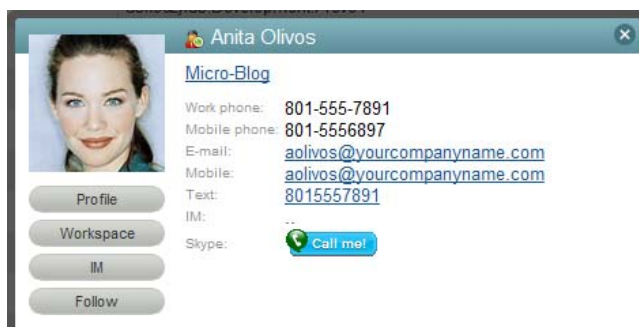 Anita Olivos
Micro-Blog
Work phone: 801-555-7891
Mobile phone: 801-5556897
E-mail: aolivos@yourcompanyname.com
Mobile: aolivos@yourcompanyname.com
Text: 8015557891
IM: --
Skype: Call me!
Profile
Workspace
IM
Follow